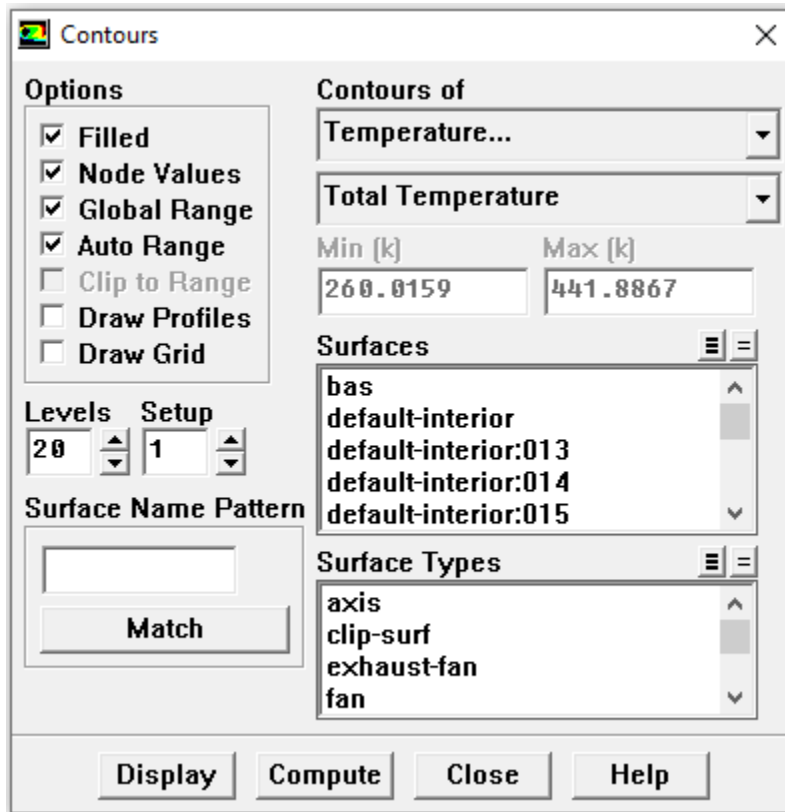 Contours
Options
Filled
Node Values
Global Range
Auto Range
Clip to Range
Draw Profiles
Draw Grid
Levels Setup
20 1
Surface Name Pattern
Match
Contours of
Temperature...
Total Temperature
Min (k) Max (k)
260.0159 441.8867
Surfaces
bas
default-interior
default-interior:013
default-interior:014
default-interior:015
Surface Types
axis
clip-surf
exhaust-fan
fan
Display Compute Close Help